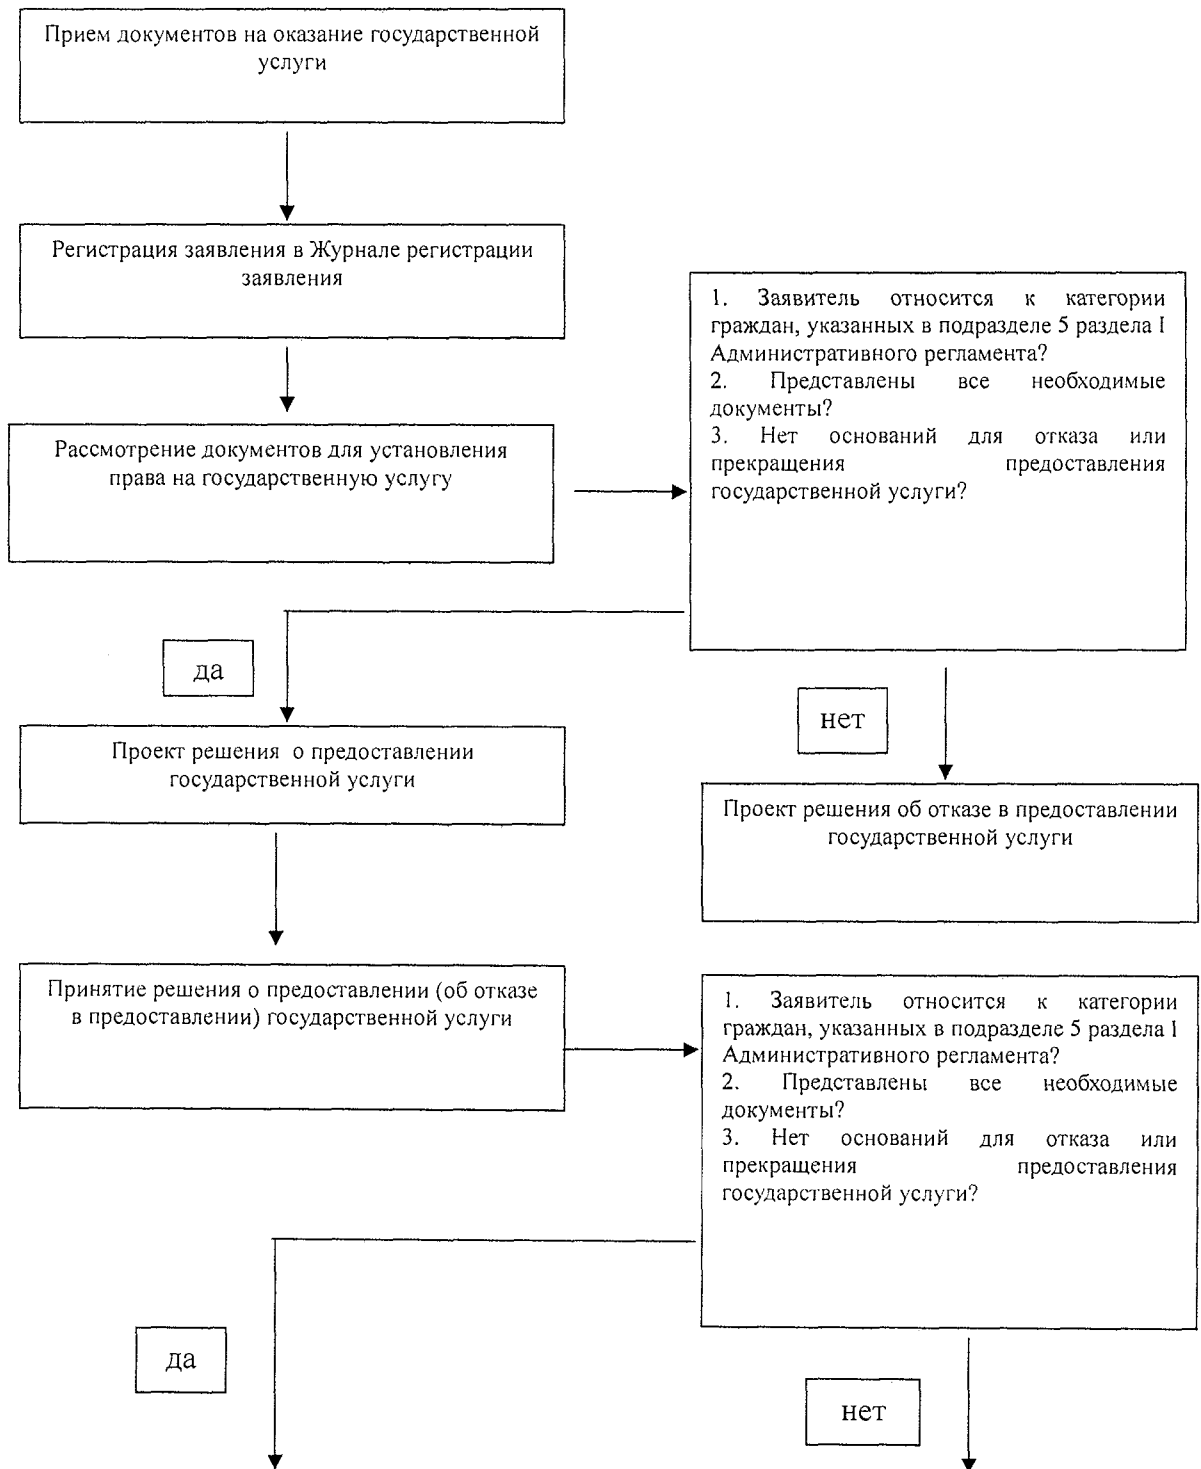 Прием документов на оказание государственной
услуги
Регистрация заявления в Журнале регистрации
заявления
Рассмотрение документов для установления
права на государственную услугу
1. Заявитель относится к категории
граждан, указанных в подразделе 5 раздела I
Административного регламента?
2. Представлены все необходимые
документы?
3. Нет оснований для отказа или
прекращения предоставления
государственной услуги?
да
нет
Проект решения о предоставлении
государственной услуги
Проект решения об отказе в предоставлении
государственной услуги
Принятие решения о предоставлении (об отказе
в предоставлении) государственной услуги
1. Заявитель относится к категории
граждан, указанных в подразделе 5 раздела I
Административного регламента?
2. Представлены все необходимые
документы?
3. Нет оснований для отказа или
прекращения предоставления
государственной услуги?
да
нет